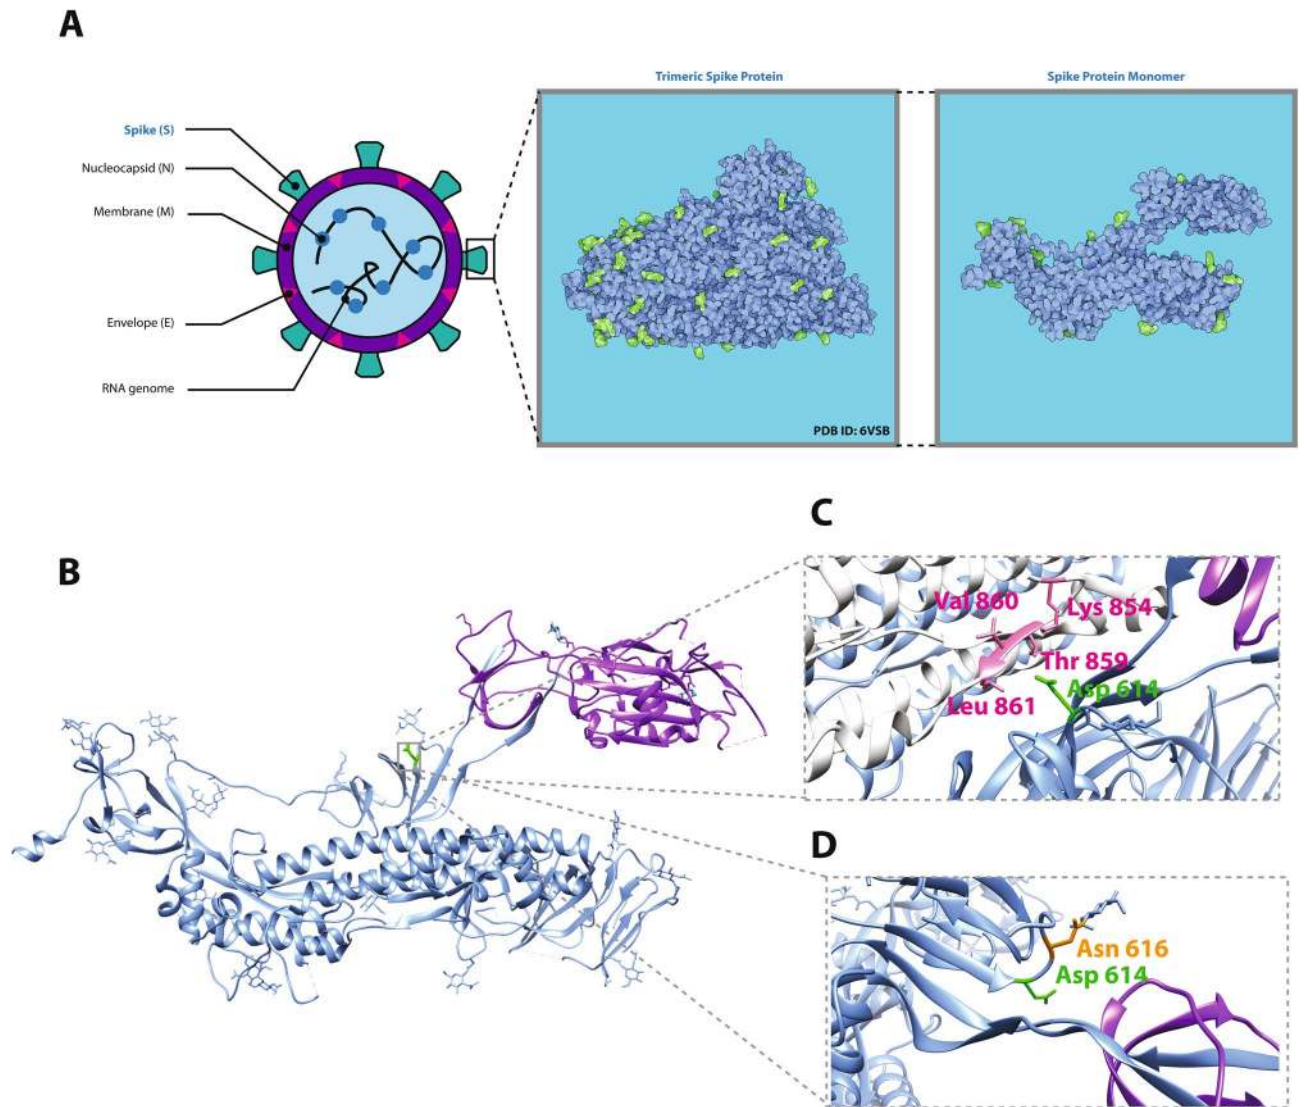 A
Trimeric Spike Protein
Spike Protein Monomer
Spike (S)
Nucleocapsid (N)
Membrane (M)
Envelope (E)
RNA genome
PDB ID: 6VSB
B
C
Val 860
Lys 854
Thr 859
Asp 614
Leu 861
D
Asn 616
Asp 614